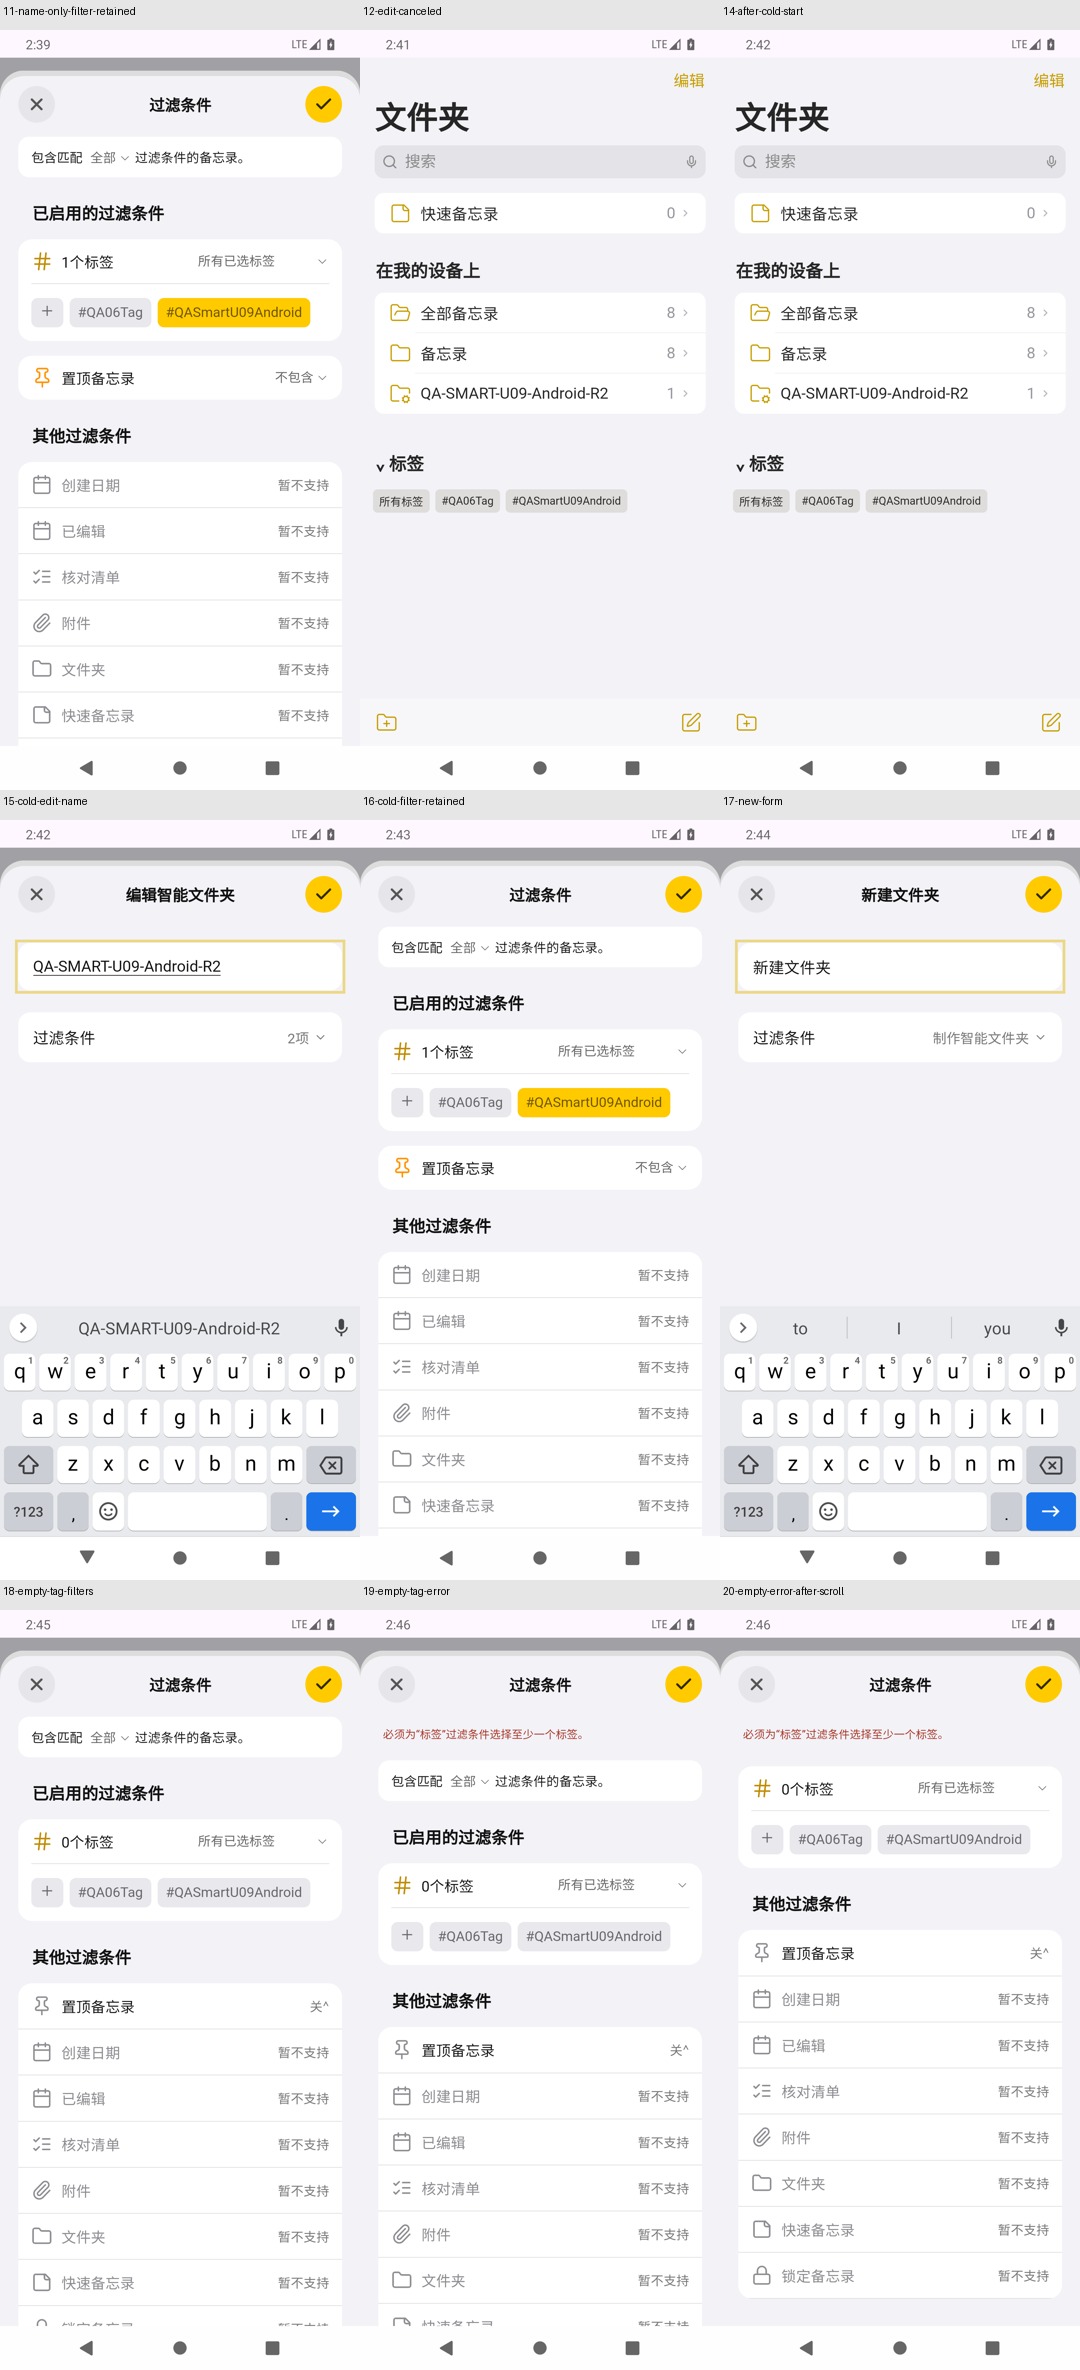 11-name-only-filter-retained
2:39
LTE
过滤条件
包含匹配 全部 过滤条件的备忘录。
已启用的过滤条件
1个标签 所有已选标签
+ #QA06Tag #QASmartU09Android
置顶备忘录 不包含
其他过滤条件
创建日期 暂不支持
已编辑 暂不支持
核对清单 暂不支持
附件 暂不支持
文件夹 暂不支持
快速备忘录 暂不支持
12-edit-canceled
2:41
LTE
编辑
文件夹
搜索
快速备忘录 0
在我的设备上
全部备忘录 8
备忘录 8
QA-SMART-U09-Android-R2 1
标签
所有标签 #QA06Tag #QASmartU09Android
14-after-cold-start
2:42
LTE
编辑
文件夹
搜索
快速备忘录 0
在我的设备上
全部备忘录 8
备忘录 8
QA-SMART-U09-Android-R2 1
标签
所有标签 #QA06Tag #QASmartU09Android
15-cold-edit-name
2:42
LTE
编辑智能文件夹
QA-SMART-U09-Android-R2
过滤条件 2项
QA-SMART-U09-Android-R2
q1 w2 e3 r4 t5 y6 u7 i8 o9 p0
a s d f g h j k l
z x c v b n m
?123 , .
16-cold-filter-retained
2:43
LTE
过滤条件
包含匹配 全部 过滤条件的备忘录。
已启用的过滤条件
1个标签 所有已选标签
+ #QA06Tag #QASmartU09Android
置顶备忘录 不包含
其他过滤条件
创建日期 暂不支持
已编辑 暂不支持
核对清单 暂不支持
附件 暂不支持
文件夹 暂不支持
快速备忘录 暂不支持
17-new-form
2:44
LTE
新建文件夹
新建文件夹
过滤条件 制作智能文件夹
to I you
q1 w2 e3 r4 t5 y6 u7 i8 o9 p0
a s d f g h j k l
z x c v b n m
?123 , .
18-empty-tag-filters
2:45
LTE
过滤条件
包含匹配 全部 过滤条件的备忘录。
已启用的过滤条件
0个标签 所有已选标签
+ #QA06Tag #QASmartU09Android
其他过滤条件
置顶备忘录 关^
创建日期 暂不支持
已编辑 暂不支持
核对清单 暂不支持
附件 暂不支持
文件夹 暂不支持
快速备忘录 暂不支持
19-empty-tag-error
2:46
LTE
过滤条件
必须为“标签”过滤条件选择至少一个标签。
包含匹配 全部 过滤条件的备忘录。
已启用的过滤条件
0个标签 所有已选标签
+ #QA06Tag #QASmartU09Android
其他过滤条件
置顶备忘录 关^
创建日期 暂不支持
已编辑 暂不支持
核对清单 暂不支持
附件 暂不支持
文件夹 暂不支持
20-empty-error-after-scroll
2:46
LTE
过滤条件
必须为“标签”过滤条件选择至少一个标签。
0个标签 所有已选标签
+ #QA06Tag #QASmartU09Android
其他过滤条件
置顶备忘录 关^
创建日期 暂不支持
已编辑 暂不支持
核对清单 暂不支持
附件 暂不支持
文件夹 暂不支持
快速备忘录 暂不支持
锁定备忘录 暂不支持